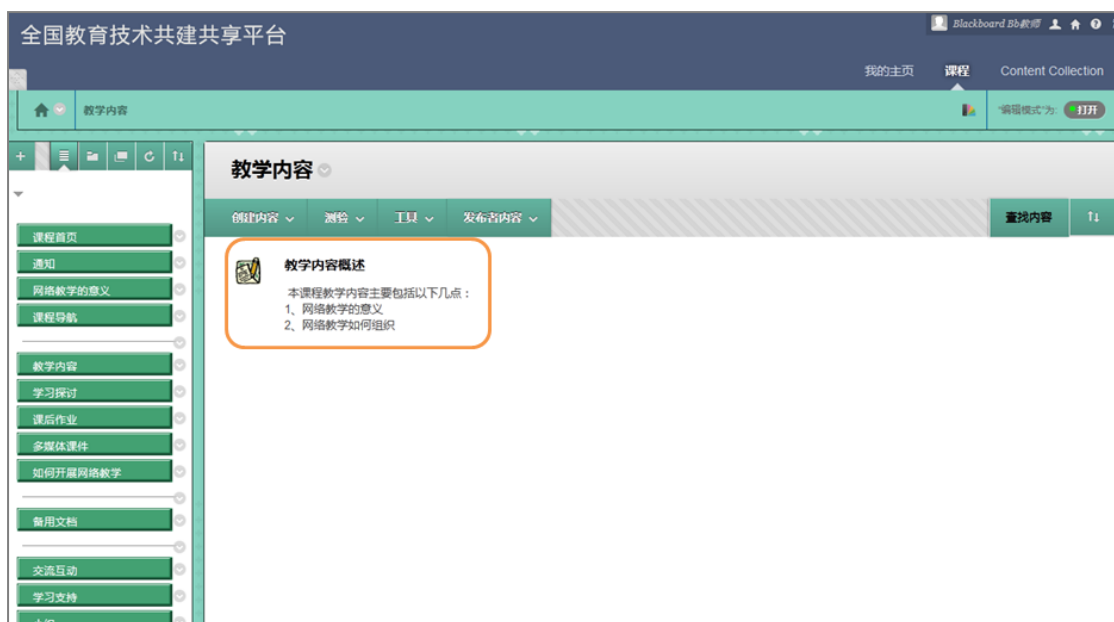 全国教育技术共建共享平台
Blackboard Bb教师
我的主页 课程 Content Collection
教学内容
"编辑模式"为: 打开
教学内容
创建内容 测验 工具 发布者内容
查找内容
课程首页
通知
网络教学的意义
课程导航
教学内容
学习探讨
课后作业
多媒体课件
如何开展网络教学
备用文档
交流互动
学习支持
教学内容概述
本课程教学内容主要包括以下几点：
1、网络教学的意义
2、网络教学如何组织